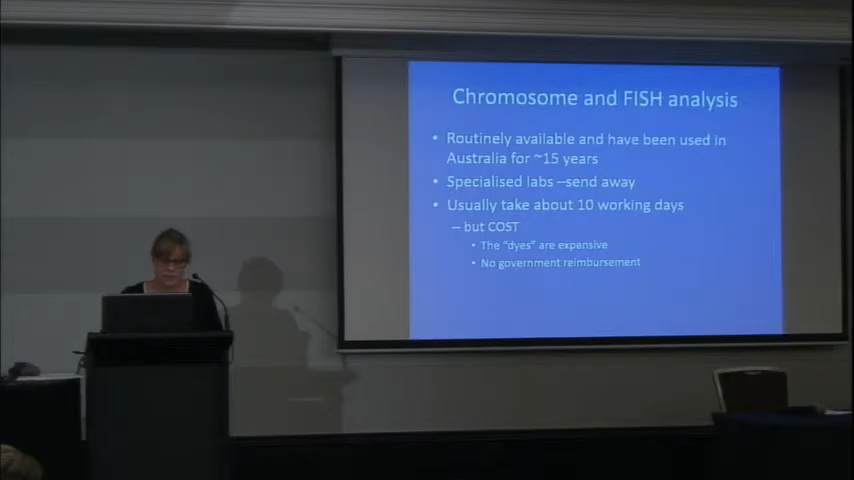 Chromosome and FISH analysis
• Routinely available and have been used in
Australia for ~15 years
• Specialised labs –send away
• Usually take about 10 working days
– but COST
• The "dyes" are expensive
• No government reimbursement